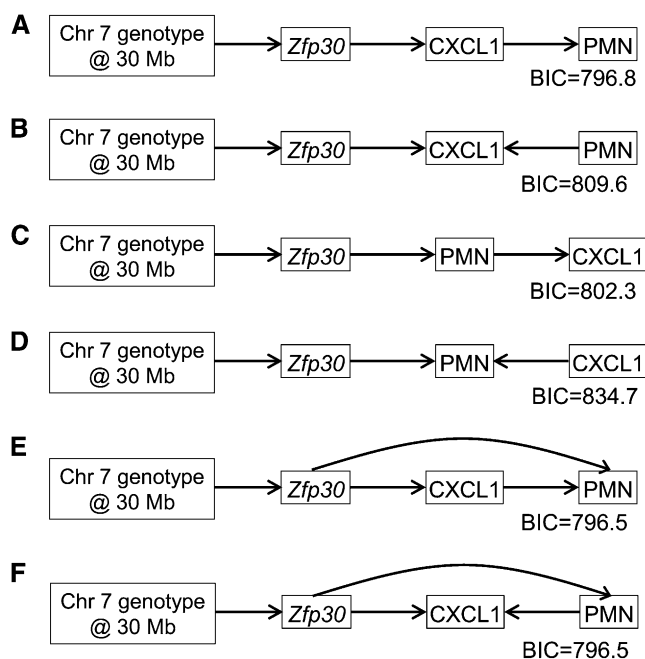 A
Chr 7 genotype
@ 30 Mb
Zfp30
CXCL1
PMN
BIC=796.8
B
Chr 7 genotype
@ 30 Mb
Zfp30
CXCL1
PMN
BIC=809.6
C
Chr 7 genotype
@ 30 Mb
Zfp30
PMN
CXCL1
BIC=802.3
D
Chr 7 genotype
@ 30 Mb
Zfp30
PMN
CXCL1
BIC=834.7
E
Chr 7 genotype
@ 30 Mb
Zfp30
CXCL1
PMN
BIC=796.5
F
Chr 7 genotype
@ 30 Mb
Zfp30
CXCL1
PMN
BIC=796.5